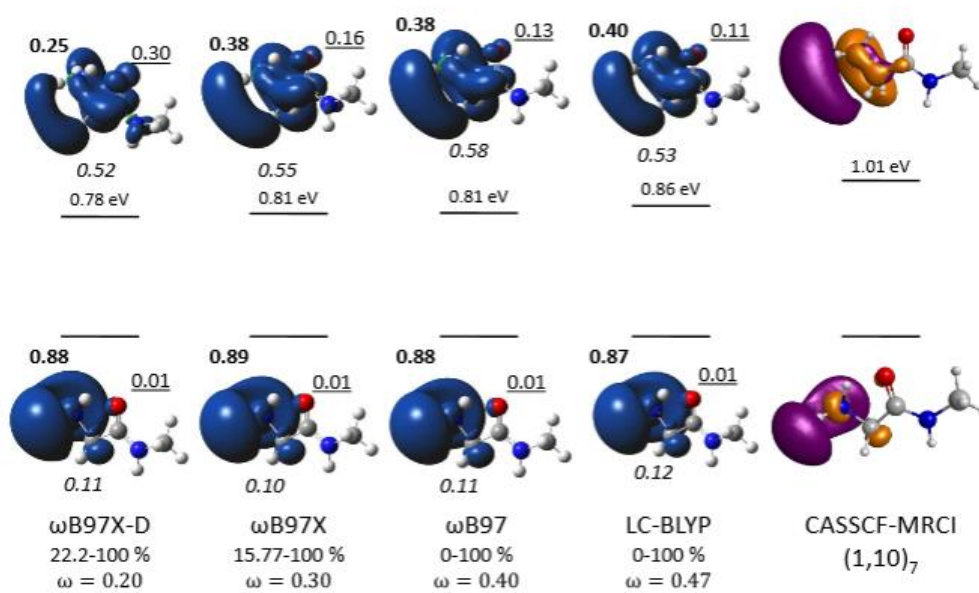 0.25 0.30 0.38 0.16 0.38 0.13 0.40 0.11
0.52 0.55 0.58 0.53
0.78 eV 0.81 eV 0.81 eV 0.86 eV 1.01 eV
0.88 0.89 0.88 0.87
0.01 0.01 0.01 0.01
0.11 0.10 0.11 0.12
ωB97X-D ωB97X ωB97 LC-BLYP CASSCF-MRCI
22.2-100 % 15.77-100 % 0-100 % 0-100 % (1,10)₇
ω = 0.20 ω = 0.30 ω = 0.40 ω = 0.47